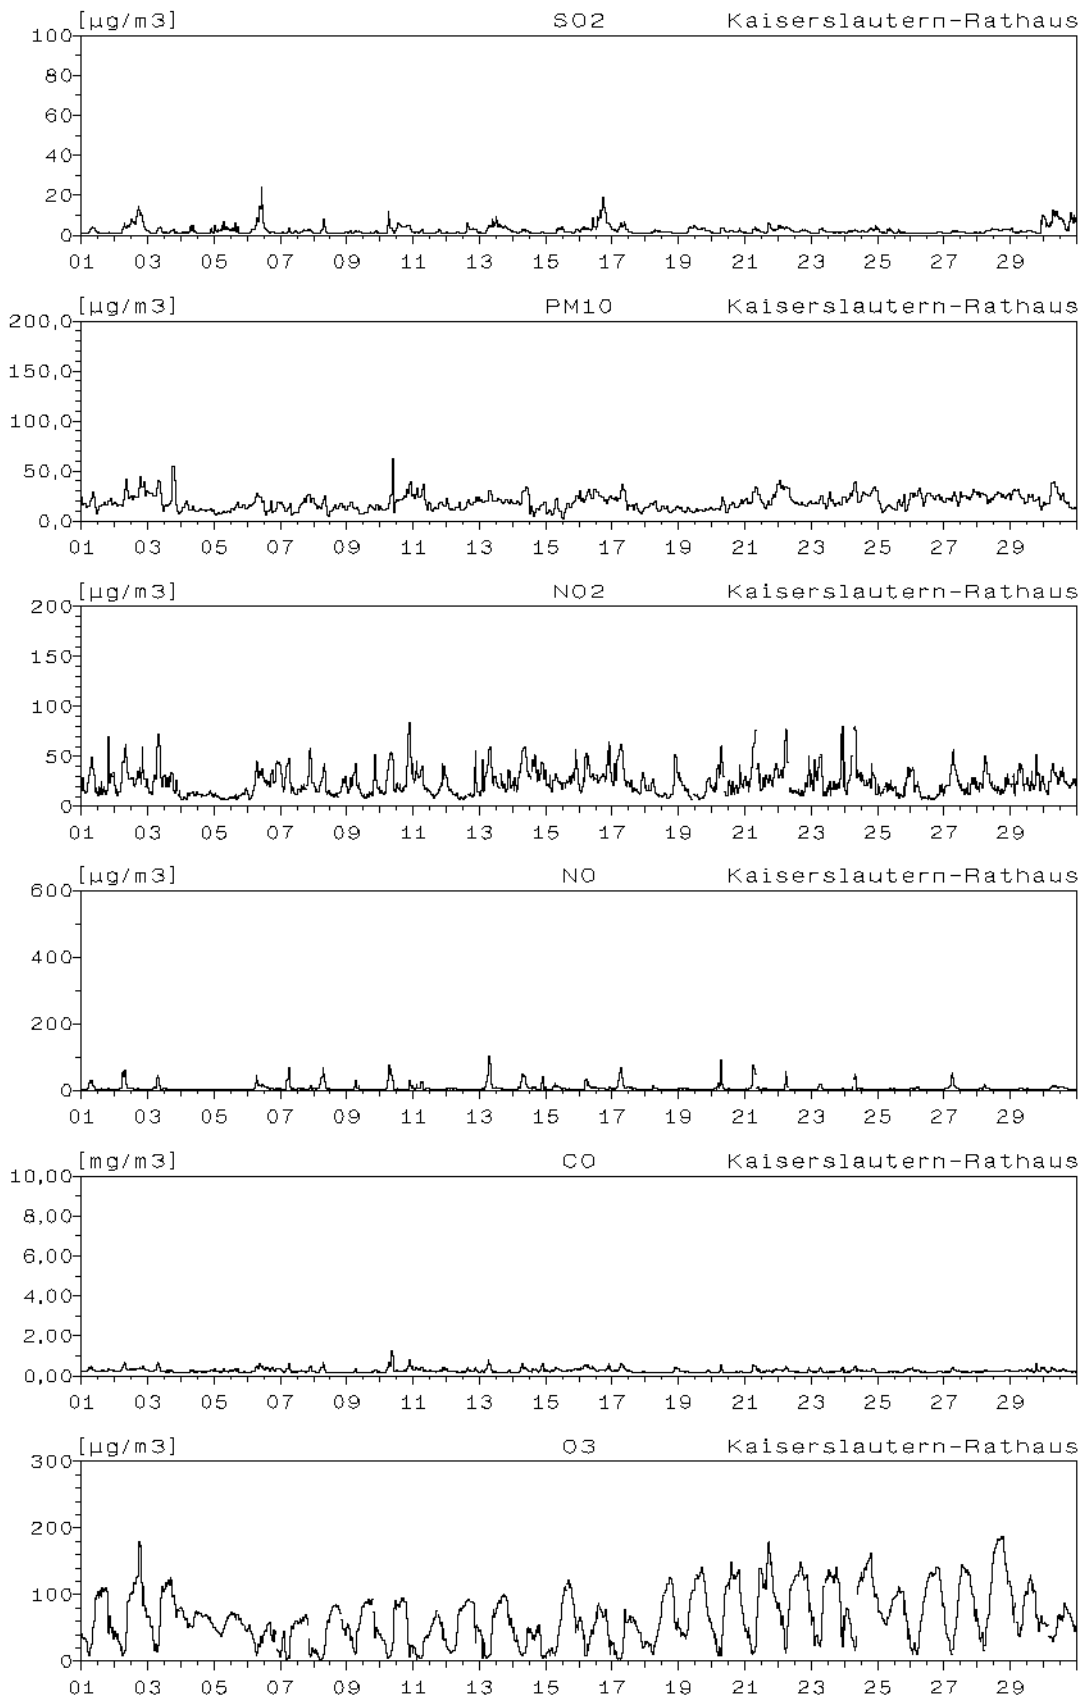 [µg/m3] SO2 Kaiserslautern-Rathaus
100
80
60
40
20
0
01 03 05 07 09 11 13 15 17 19 21 23 25 27 29
[µg/m3] PM10 Kaiserslautern-Rathaus
200,0
150,0
100,0
50,0
0,0
01 03 05 07 09 11 13 15 17 19 21 23 25 27 29
[µg/m3] NO2 Kaiserslautern-Rathaus
200
150
100
50
0
01 03 05 07 09 11 13 15 17 19 21 23 25 27 29
[µg/m3] NO Kaiserslautern-Rathaus
600
400
200
0
01 03 05 07 09 11 13 15 17 19 21 23 25 27 29
[mg/m3] CO Kaiserslautern-Rathaus
10,00
8,00
6,00
4,00
2,00
0,00
01 03 05 07 09 11 13 15 17 19 21 23 25 27 29
[µg/m3] O3 Kaiserslautern-Rathaus
300
200
100
0
01 03 05 07 09 11 13 15 17 19 21 23 25 27 29